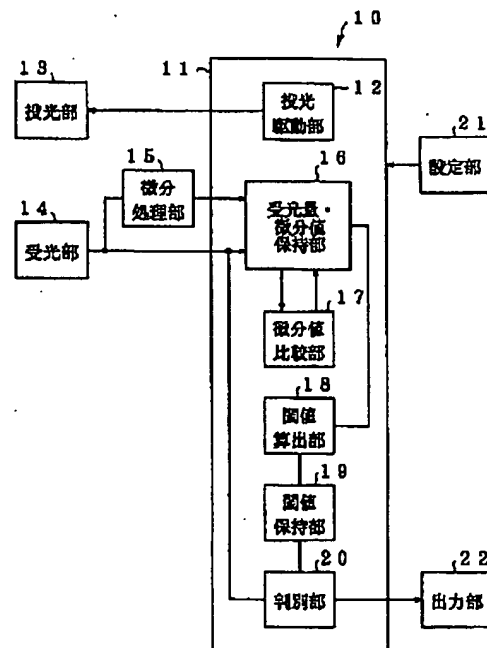 10
11
13
投光部
12
投光
駆動部
21
設定部
15
微分
処理部
16
受光量・
微分値
保持部
14
受光部
17
微分値
比較部
18
閾値
算出部
19
閾値
保持部
20
判別部
22
出力部